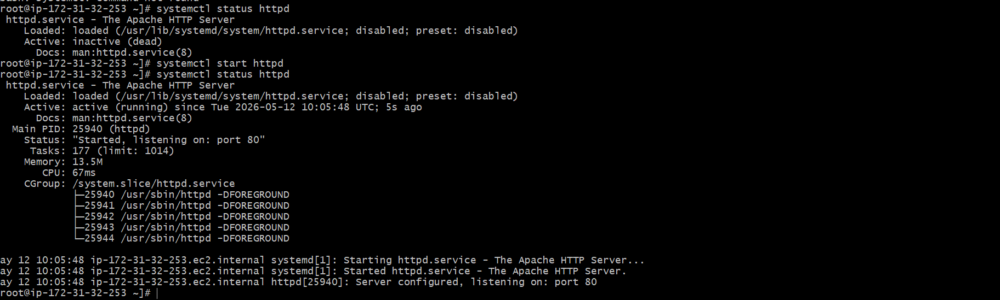 root@ip-172-31-32-253 ~]# systemctl status httpd
httpd.service - The Apache HTTP Server
Loaded: loaded (/usr/lib/systemd/system/httpd.service; disabled; preset: disabled)
Active: inactive (dead)
Docs: man:httpd.service(8)
root@ip-172-31-32-253 ~]# systemctl start httpd
root@ip-172-31-32-253 ~]# systemctl status httpd
httpd.service - The Apache HTTP Server
Loaded: loaded (/usr/lib/systemd/system/httpd.service; disabled; preset: disabled)
Active: active (running) since Tue 2026-05-12 10:05:48 UTC; 5s ago
Docs: man:httpd.service(8)
Main PID: 25940 (httpd)
Status: "Started, listening on: port 80"
Tasks: 177 (limit: 1014)
Memory: 13.5M
CPU: 67ms
CGroup: /system.slice/httpd.service
├─25940 /usr/sbin/httpd -DFOREGROUND
├─25941 /usr/sbin/httpd -DFOREGROUND
├─25942 /usr/sbin/httpd -DFOREGROUND
├─25943 /usr/sbin/httpd -DFOREGROUND
└─25944 /usr/sbin/httpd -DFOREGROUND
ay 12 10:05:48 ip-172-31-32-253.ec2.internal systemd[1]: Starting httpd.service - The Apache HTTP Server...
ay 12 10:05:48 ip-172-31-32-253.ec2.internal systemd[1]: Started httpd.service - The Apache HTTP Server.
ay 12 10:05:48 ip-172-31-32-253.ec2.internal httpd[25940]: Server configured, listening on: port 80
root@ip-172-31-32-253 ~]#